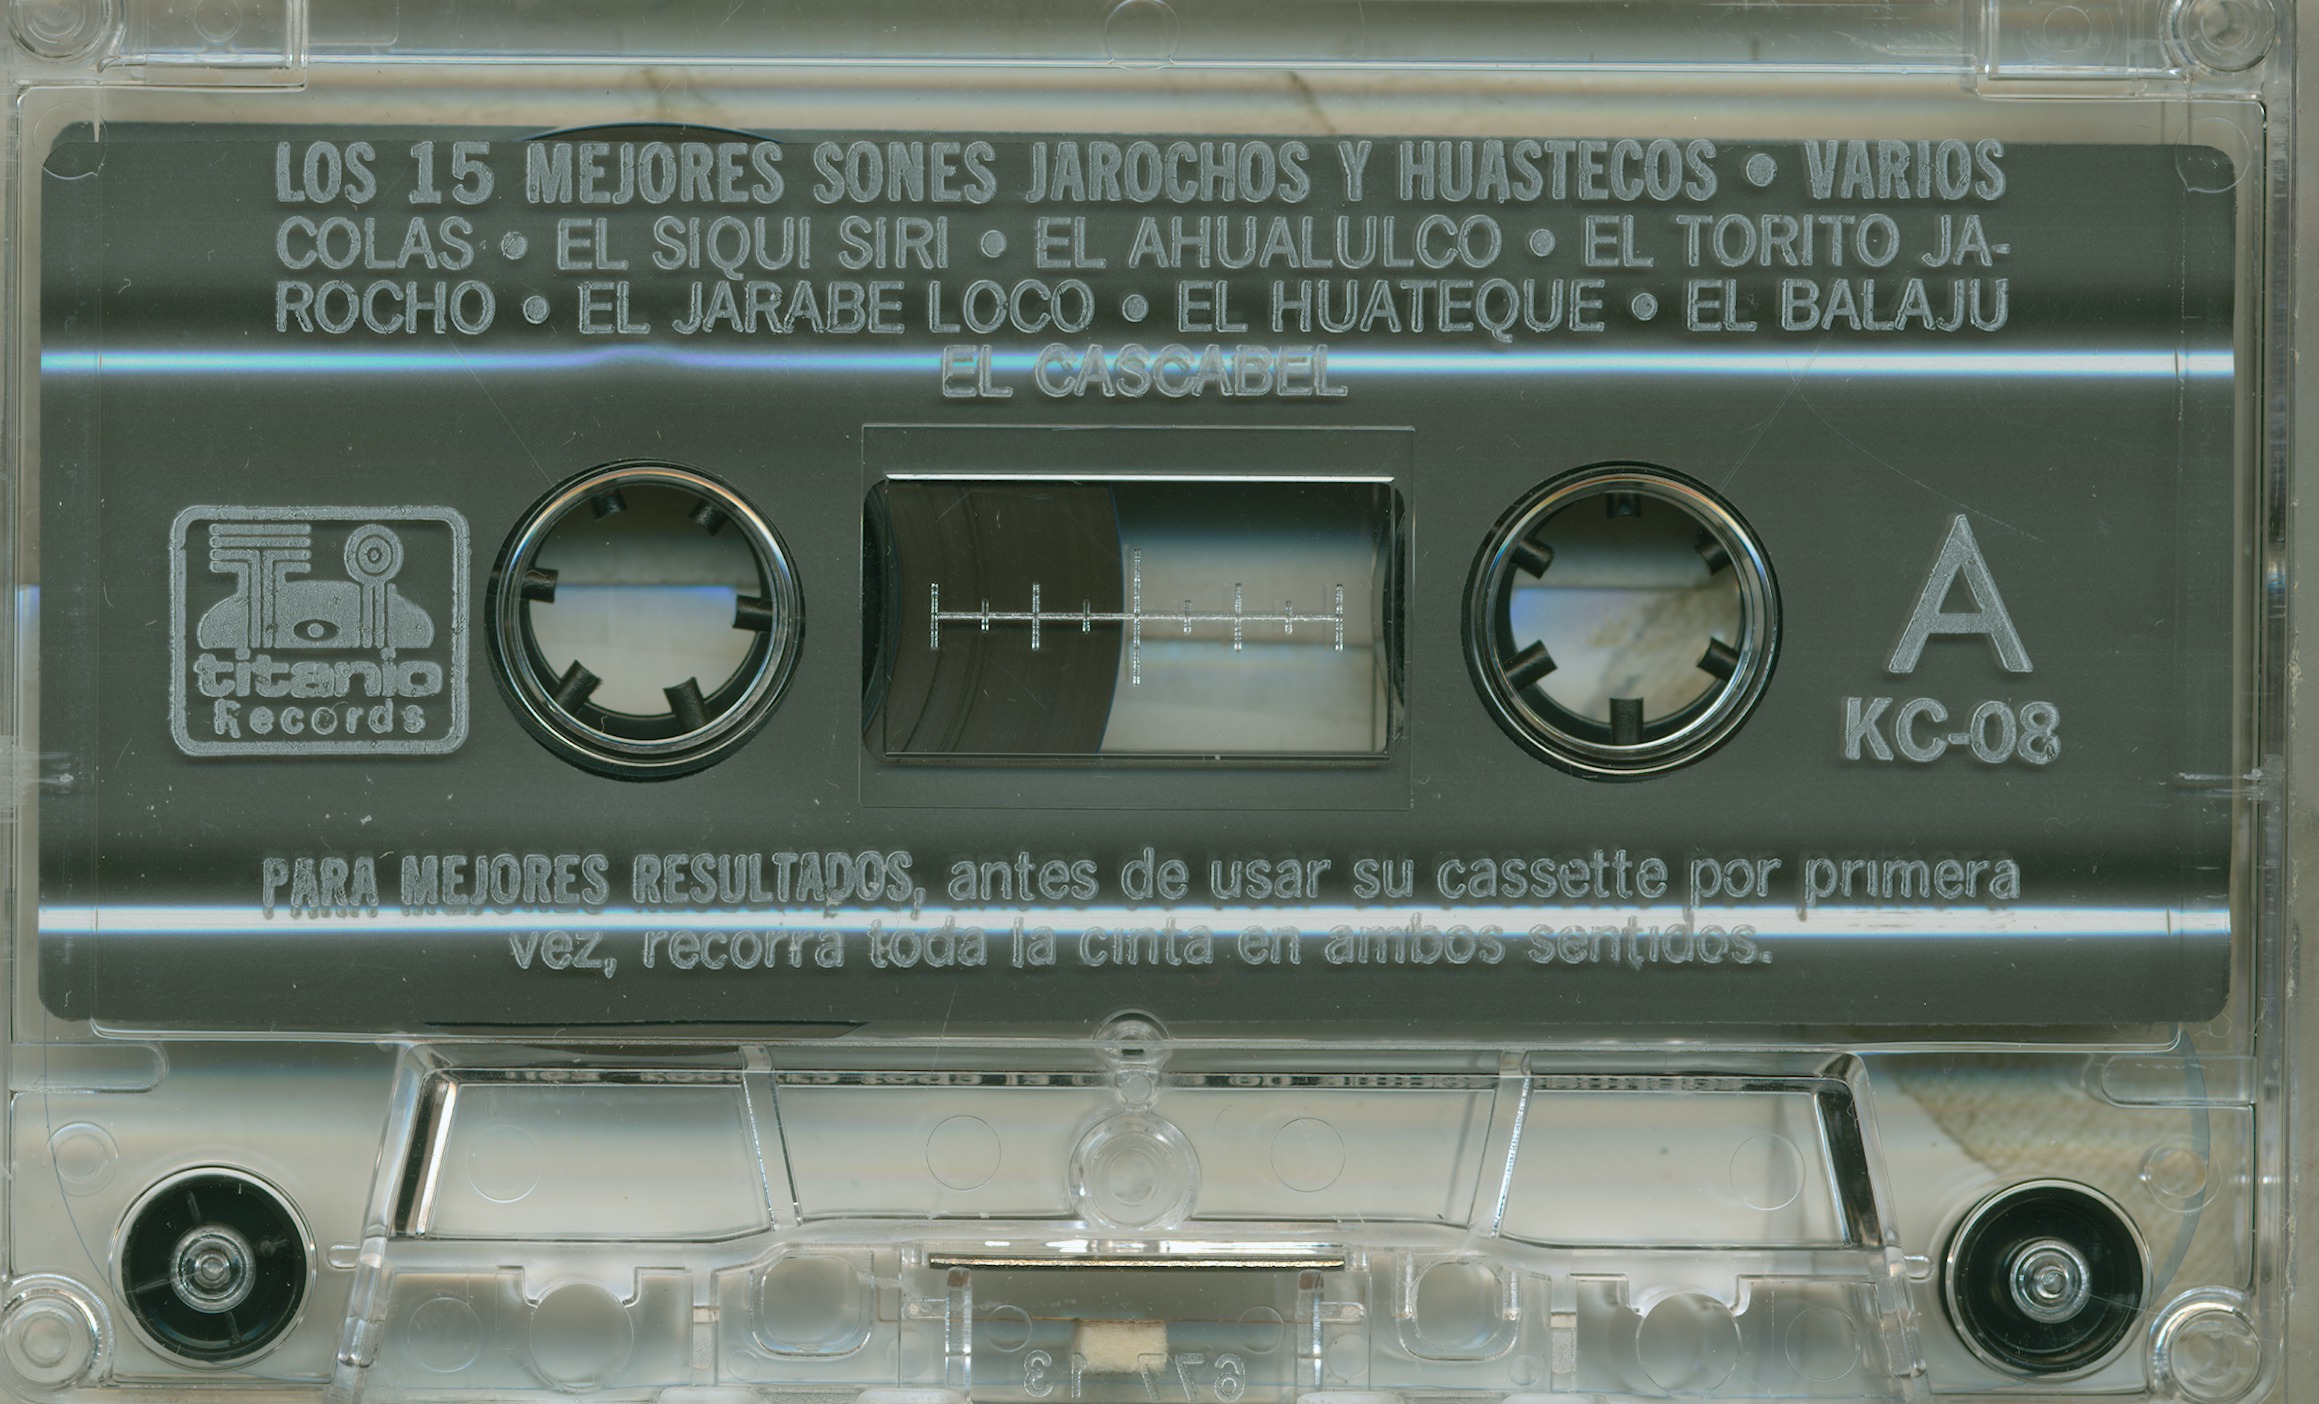 LOS 15 MEJORES SONES JAROCHOS Y HUASTECOS • VARIOS
COLAS • EL SIQUI SIRI • EL AHUALULCO • EL TORITO JA-
ROCHO • EL JARABE LOCO • EL HUATEQUE • EL BALAJU
EL CASCABEL
titanio
Records
A
KC-08
PARA MEJORES RESULTADOS, antes de usar su cassette por primera
vez, recorra toda la cinta en ambos sentidos.